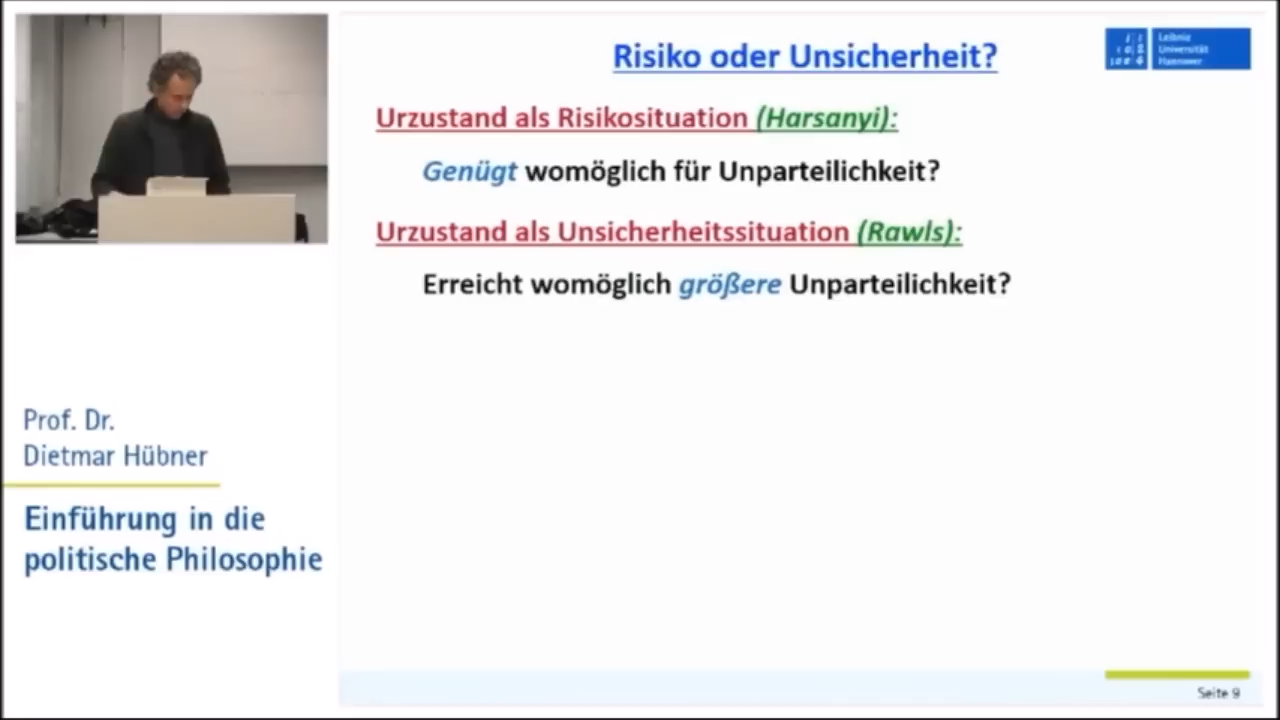 Risiko oder Unsicherheit?
Leibniz
Universität
Hannover
Urzustand als Risikosituation (Harsanyi):
Genügt womöglich für Unparteilichkeit?
Urzustand als Unsicherheitssituation (Rawls):
Erreicht womöglich größere Unparteilichkeit?
Prof. Dr.
Dietmar Hübner
Einführung in die
politische Philosophie
Seite 9